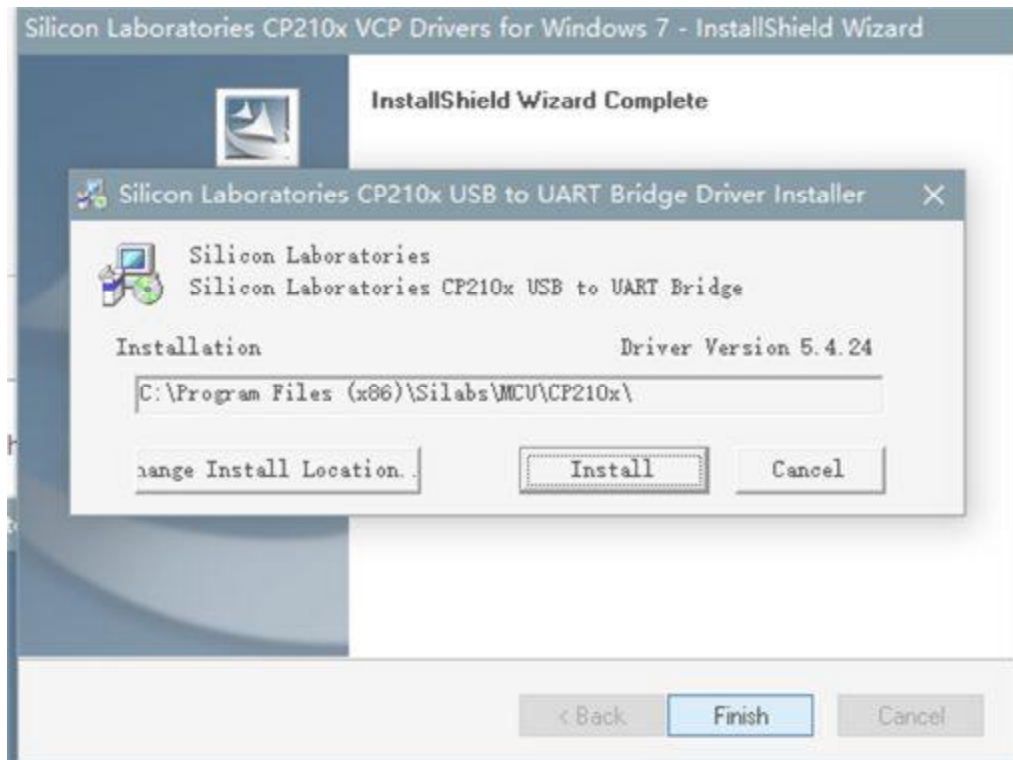 Silicon Laboratories CP210x VCP Drivers for Windows 7 - InstallShield Wizard
InstallShield Wizard Complete
Silicon Laboratories CP210x USB to UART Bridge Driver Installer
Silicon Laboratories
Silicon Laboratories CP210x USB to UART Bridge
Installation
Driver Version 5.4.24
C:\Program Files (x86)\Silabs\MCU\CP210x\
hange Install Location..
Install
Cancel
< Back
Finish
Cancel